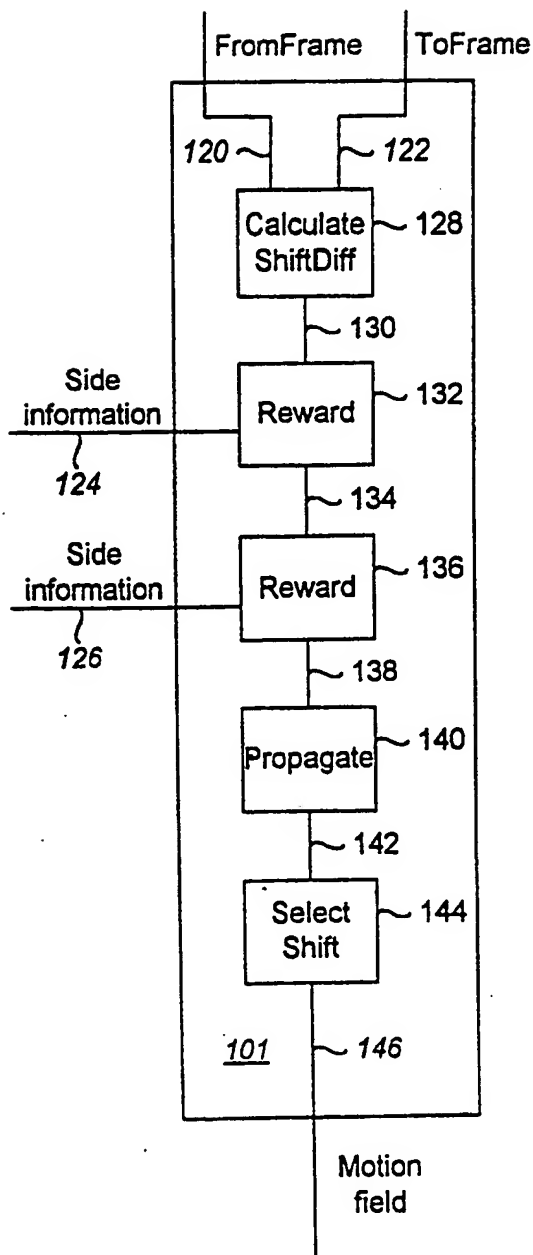 FromFrame
ToFrame
120
122
Calculate
ShiftDiff
128
130
Side
information
124
Reward
132
134
Side
information
126
Reward
136
138
Propagate
140
142
Select
Shift
144
101
146
Motion
field